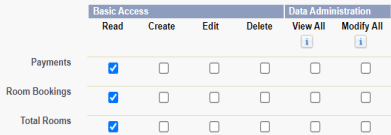 Basic Access Data Administration
Read Create Edit Delete View All Modify All
i i
Payments
Room Bookings
Total Rooms